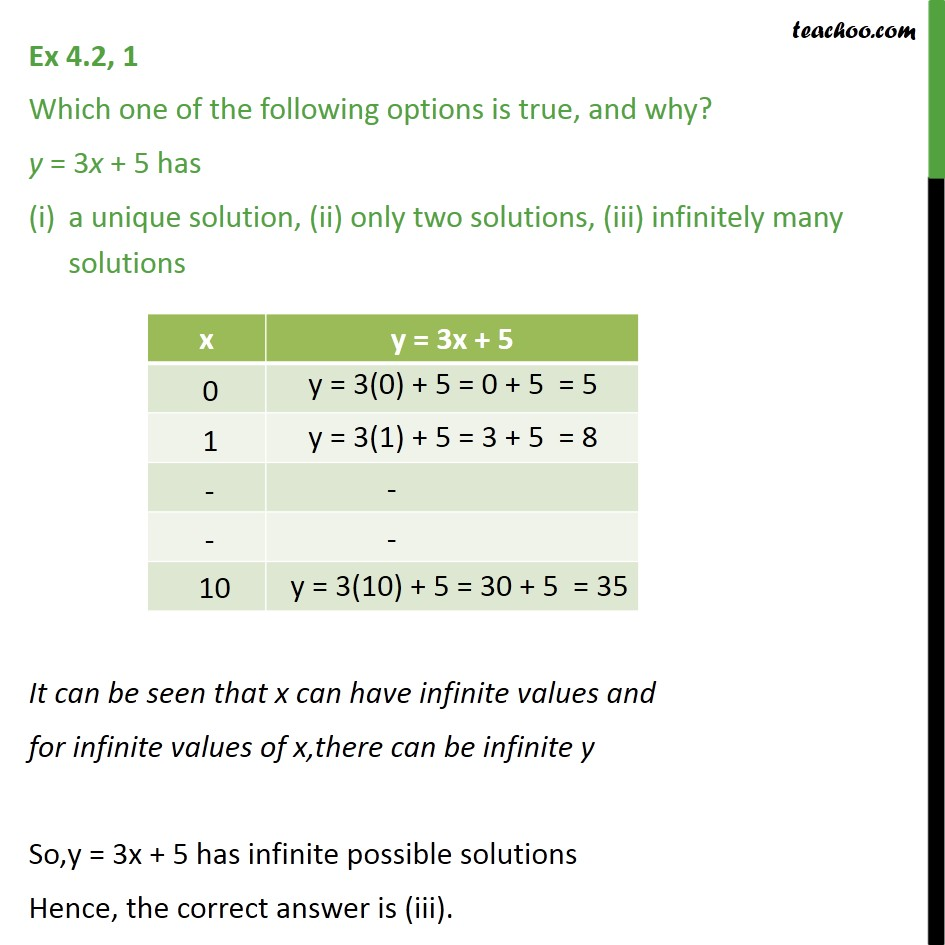 teachoo.com
Ex 4.2, 1
Which one of the following options is true, and why?
y = 3x + 5 has
(i) a unique solution, (ii) only two solutions, (iii) infinitely many
solutions
x y = 3x + 5
0 y = 3(0) + 5 = 0 + 5 = 5
1 y = 3(1) + 5 = 3 + 5 = 8
- -
- -
10 y = 3(10) + 5 = 30 + 5 = 35
It can be seen that x can have infinite values and
for infinite values of x,there can be infinite y
So,y = 3x + 5 has infinite possible solutions
Hence, the correct answer is (iii).